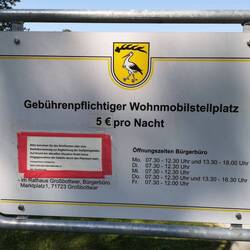 Gebührenpflichtiger Wohnmobilstellplatz
5 € pro Nacht
Öffnungszeiten Bürgerbüro
Mo. 07.30 - 12.30 Uhr und 13.30 - 18.00 Uhr
Di. 07.30 - 12.30 Uhr
Mi. 07.30 - 12.30 Uhr
Do. 07.30 - 12.30 Uhr und 13.30 - 16.30 Uhr
Fr. 07.30 - 12.00 Uhr
- im Rathaus Großbottwar, Bürgerbüro
Marktplatz1, 71723 Großbottwar